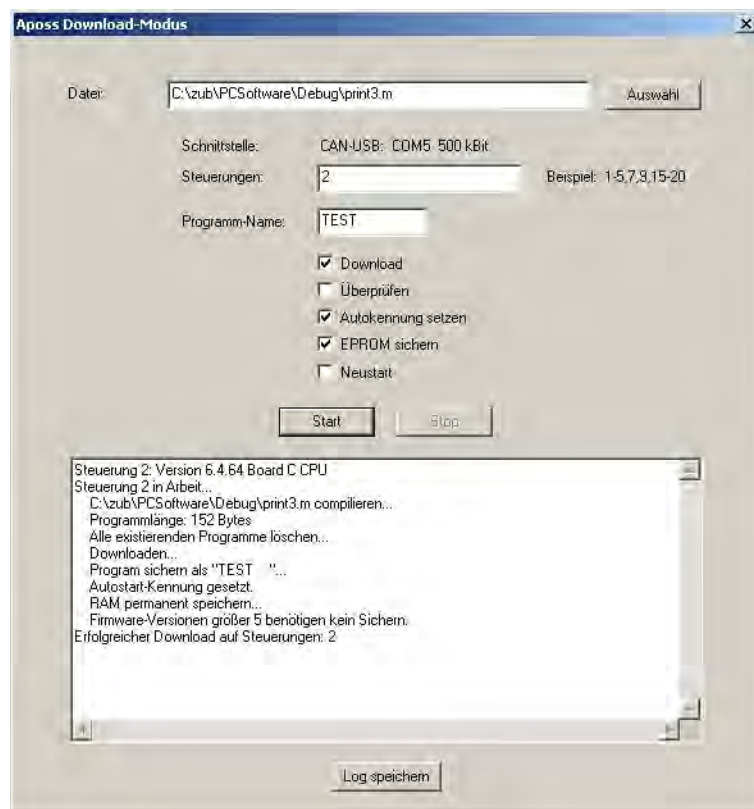 Aposs Download-Modus
Datei: C:\zub\PCSoftware\Debug\print3.m Auswahl
Schnittstelle: CAN-USB: COM5 500 kBit
Steuerungen: 2 Beispiel: 1-5,7,9,15-20
Programm-Name: TEST
Download
Überprüfen
Autokennung setzen
EPROM sichern
Neustart
Start Stop
Steuerung 2: Version 6.4.64 Board C CPU
Steuerung 2 in Arbeit...
C:\zub\PCSoftware\Debug\print3.m compilieren...
Programmlänge: 152 Bytes
Alle existierenden Programme löschen...
Downloaden...
Program sichern als "TEST    "...
Autostart-Kennung gesetzt.
RAM permanent speichern...
Firmware-Versionen größer 5 benötigen kein Sichern.
Erfolgreicher Download auf Steuerungen: 2
Log speichern